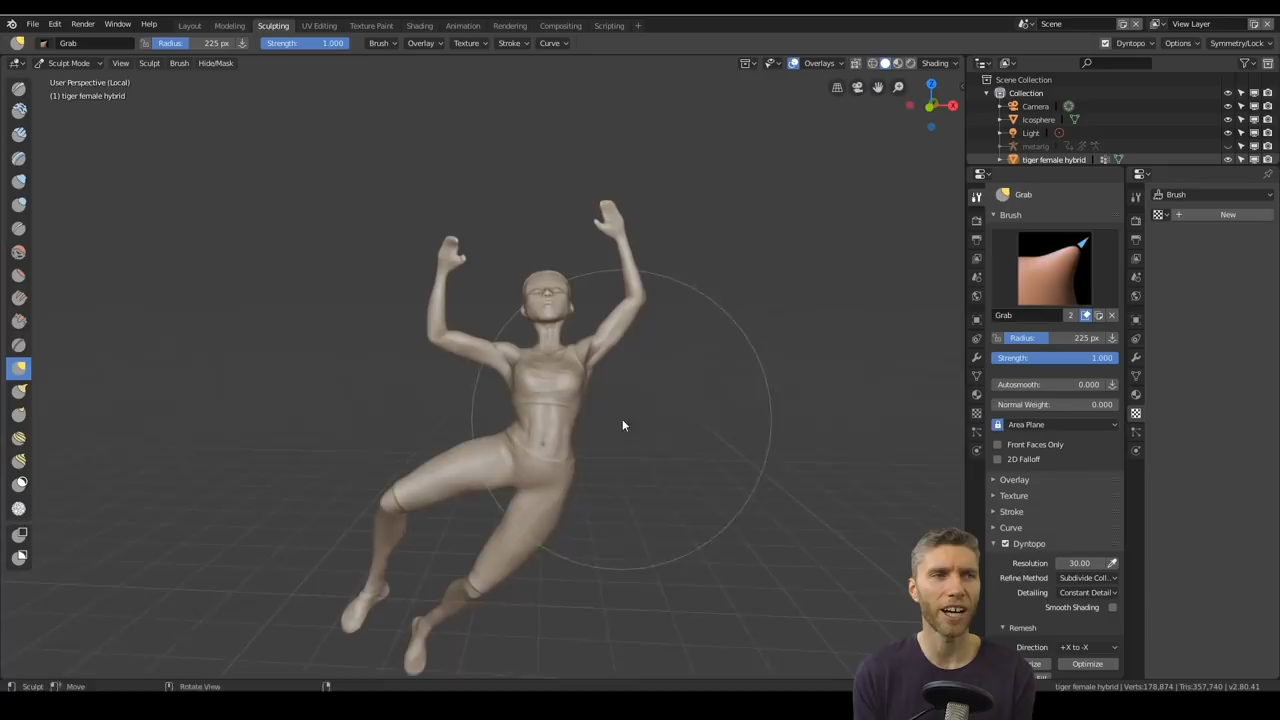 File Edit Render Window Help
Layout Modeling Sculpting UV Editing Texture Paint Shading Animation Rendering Compositing Scripting +
Scene
View Layer
Grab
Radius: 225 px
Strength: 1.000
Brush Overlay Texture Stroke Curve
Dyntopo Options Symmetry/Lock
Sculpt Mode View Sculpt Brush Hide/Mask
Overlays
Shading
User Perspective (Local)
(1) tiger female hybrid
Z
X
Scene Collection
Collection
Camera
Icosphere
Light
metarig
tiger female hybrid
Grab
Brush
Grab 2
Radius: 225 px
Strength: 1.000
Autosmooth: 0.000
Normal Weight: 0.000
Area Plane
Front Faces Only
2D Falloff
Overlay
Texture
Stroke
Curve
Dyntopo
Resolution 30.00
Refine Method Subdivide Coll..
Detailing Constant Detail
Smooth Shading
Remesh
Direction +X to -X
Optimize
Brush
+ New
Sculpt Move Rotate View
tiger female hybrid | Verts:178,874 | Tris:357,740 | v2.80.41